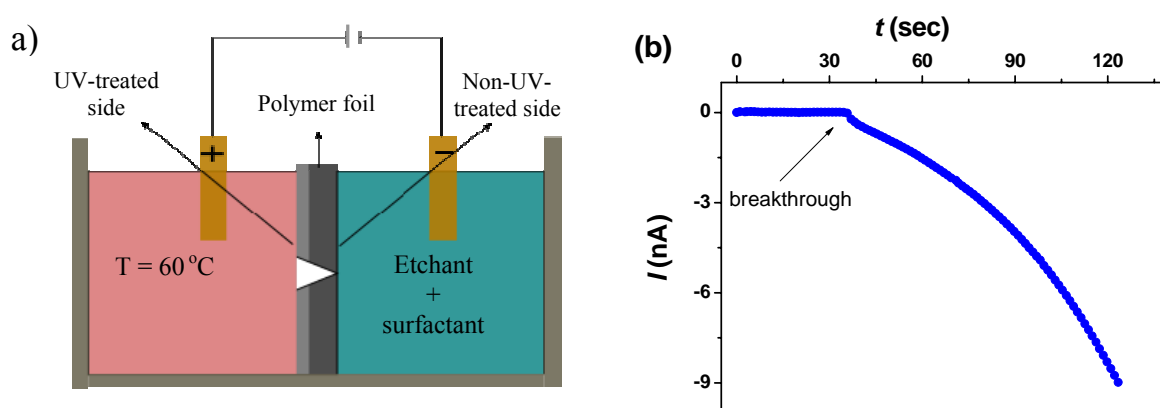 a)
UV-treated
side
Polymer foil
Non-UV-
treated side
+
−
T = 60 °C
Etchant
+
surfactant
(b)
t (sec)
0 30 60 90 120
0
-3
-6
-9
I (nA)
breakthrough